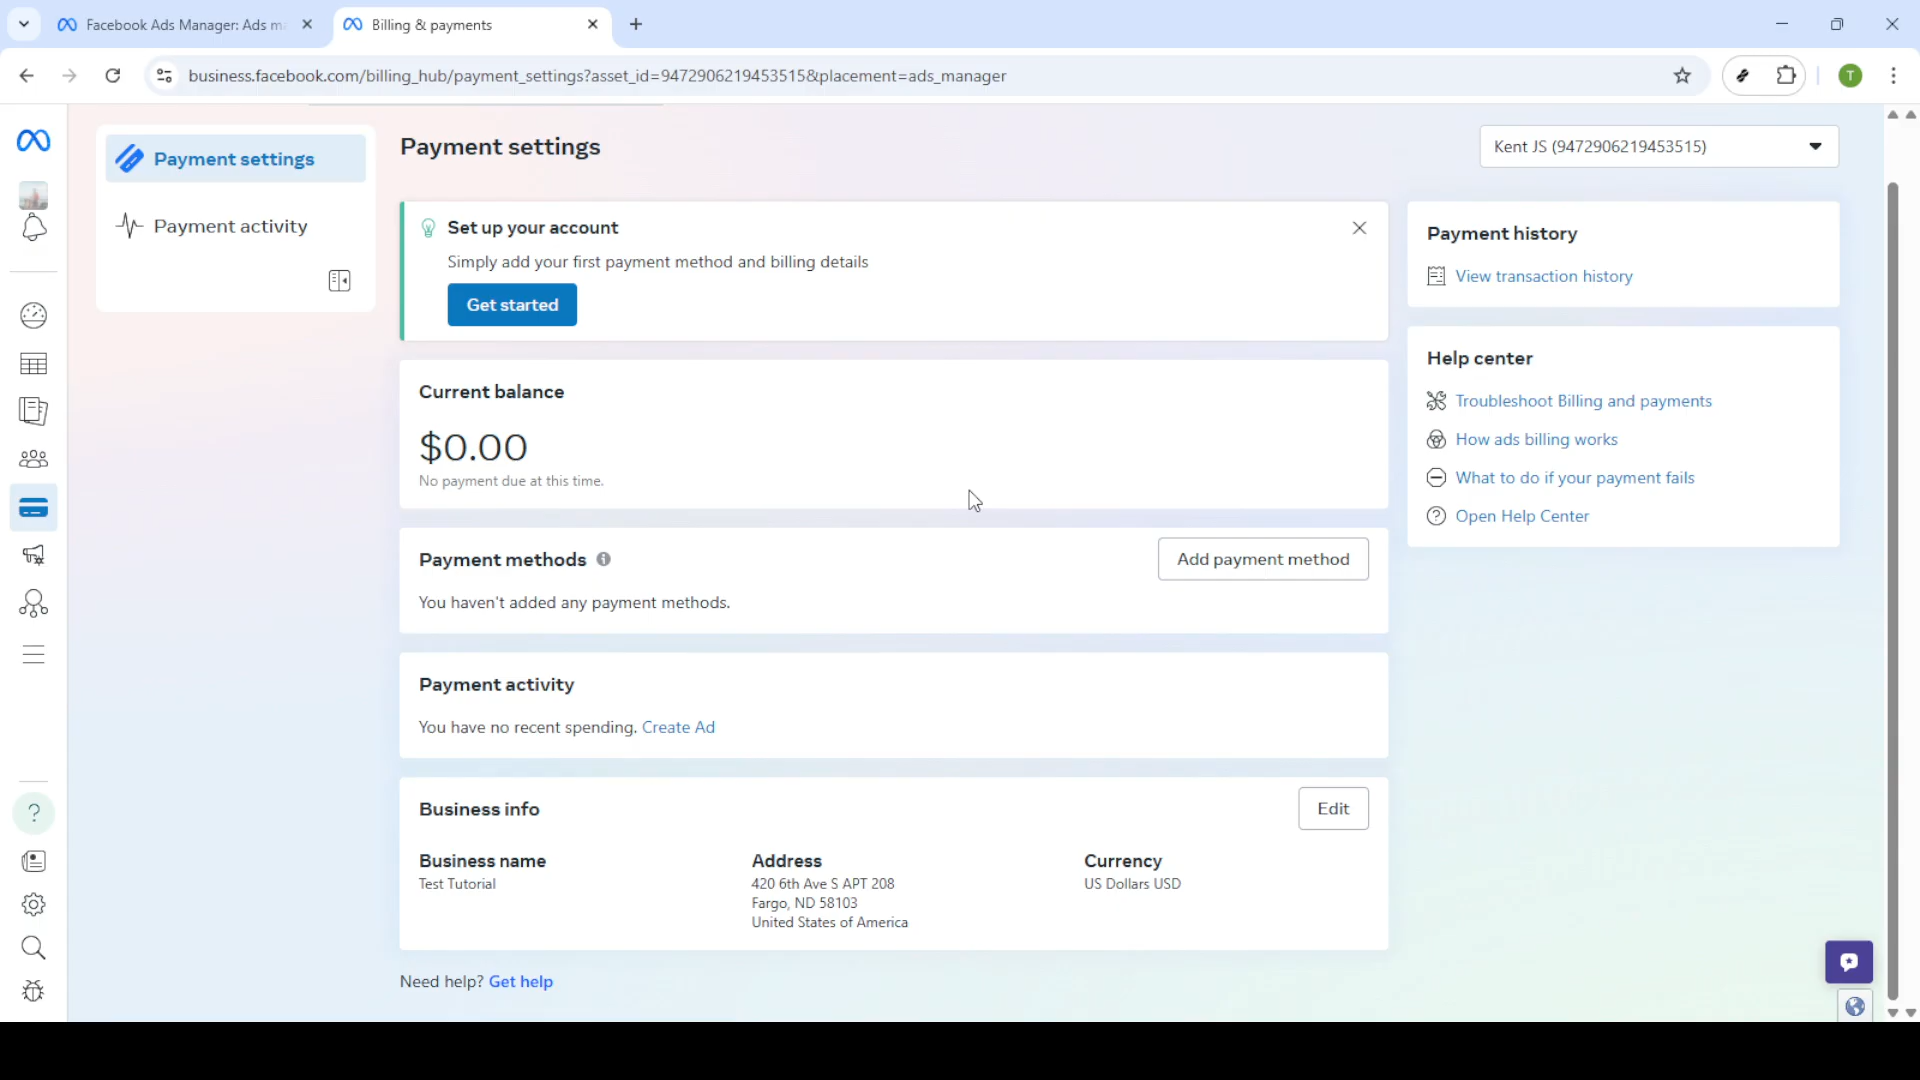 Facebook Ads Manager: Ads ma
Billing & payments
business.facebook.com/billing_hub/payment_settings?asset_id=9472906219453515&placement=ads_manager
T
Payment settings
Payment activity
Payment settings
Kent JS (9472906219453515)
Set up your account
Simply add your first payment method and billing details
Get started
Current balance
$0.00
No payment due at this time.
Payment methods
Add payment method
You haven't added any payment methods.
Payment activity
You have no recent spending. Create Ad
Business info
Edit
Business name
Test Tutorial
Address
420 6th Ave S APT 208
Fargo, ND 58103
United States of America
Currency
US Dollars USD
Need help? Get help
Payment history
View transaction history
Help center
Troubleshoot Billing and payments
How ads billing works
What to do if your payment fails
Open Help Center